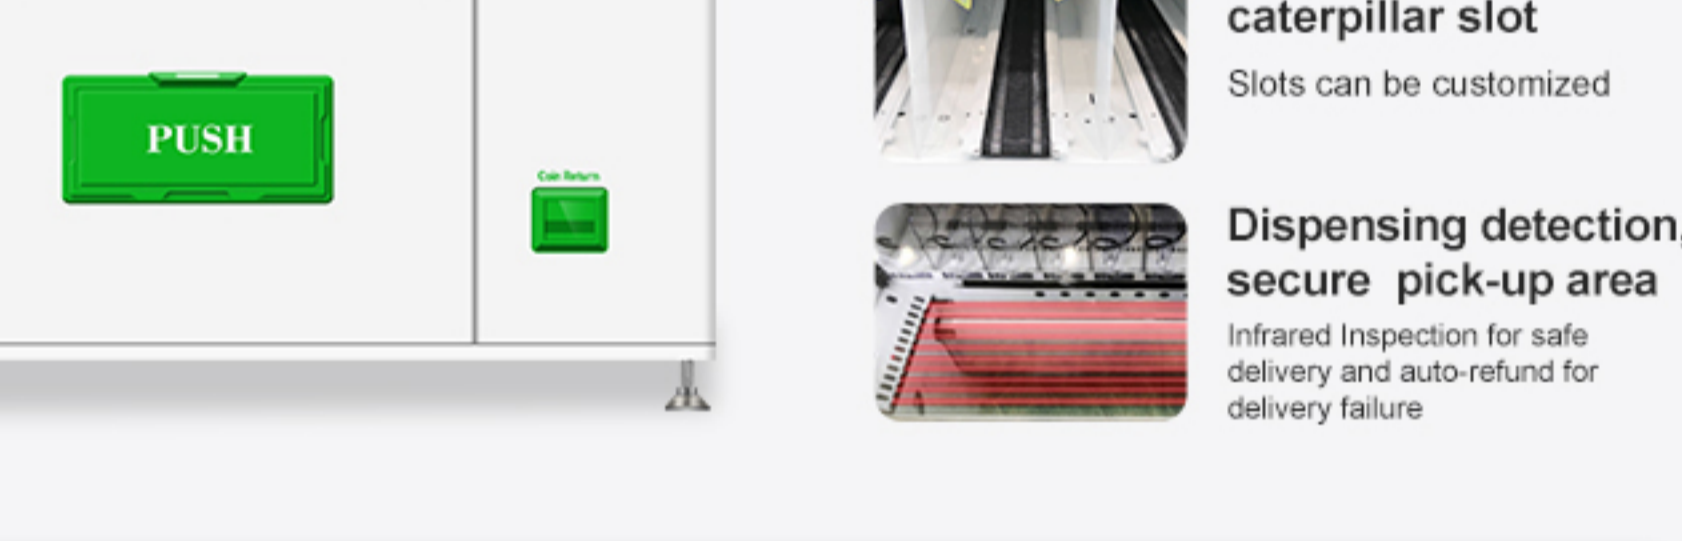 PUSH
Coin Return
caterpillar slot
Slots can be customized
Dispensing detection,
secure pick-up area
Infrared Inspection for safe
delivery and auto-refund for
delivery failure